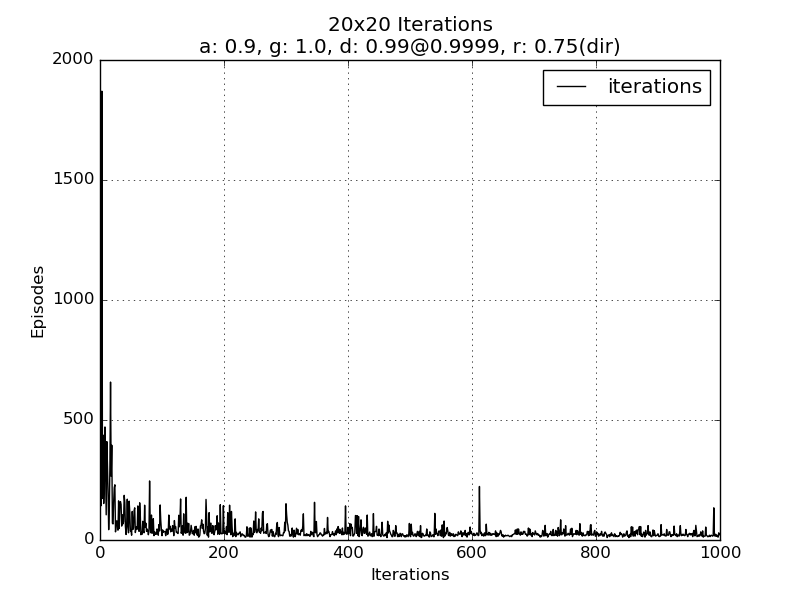 20x20 Iterations
a: 0.9, g: 1.0, d: 0.99@0.9999, r: 0.75(dir)
iterations
2000
1500
1000
500
0
Episodes
0 200 400 600 800 1000
Iterations